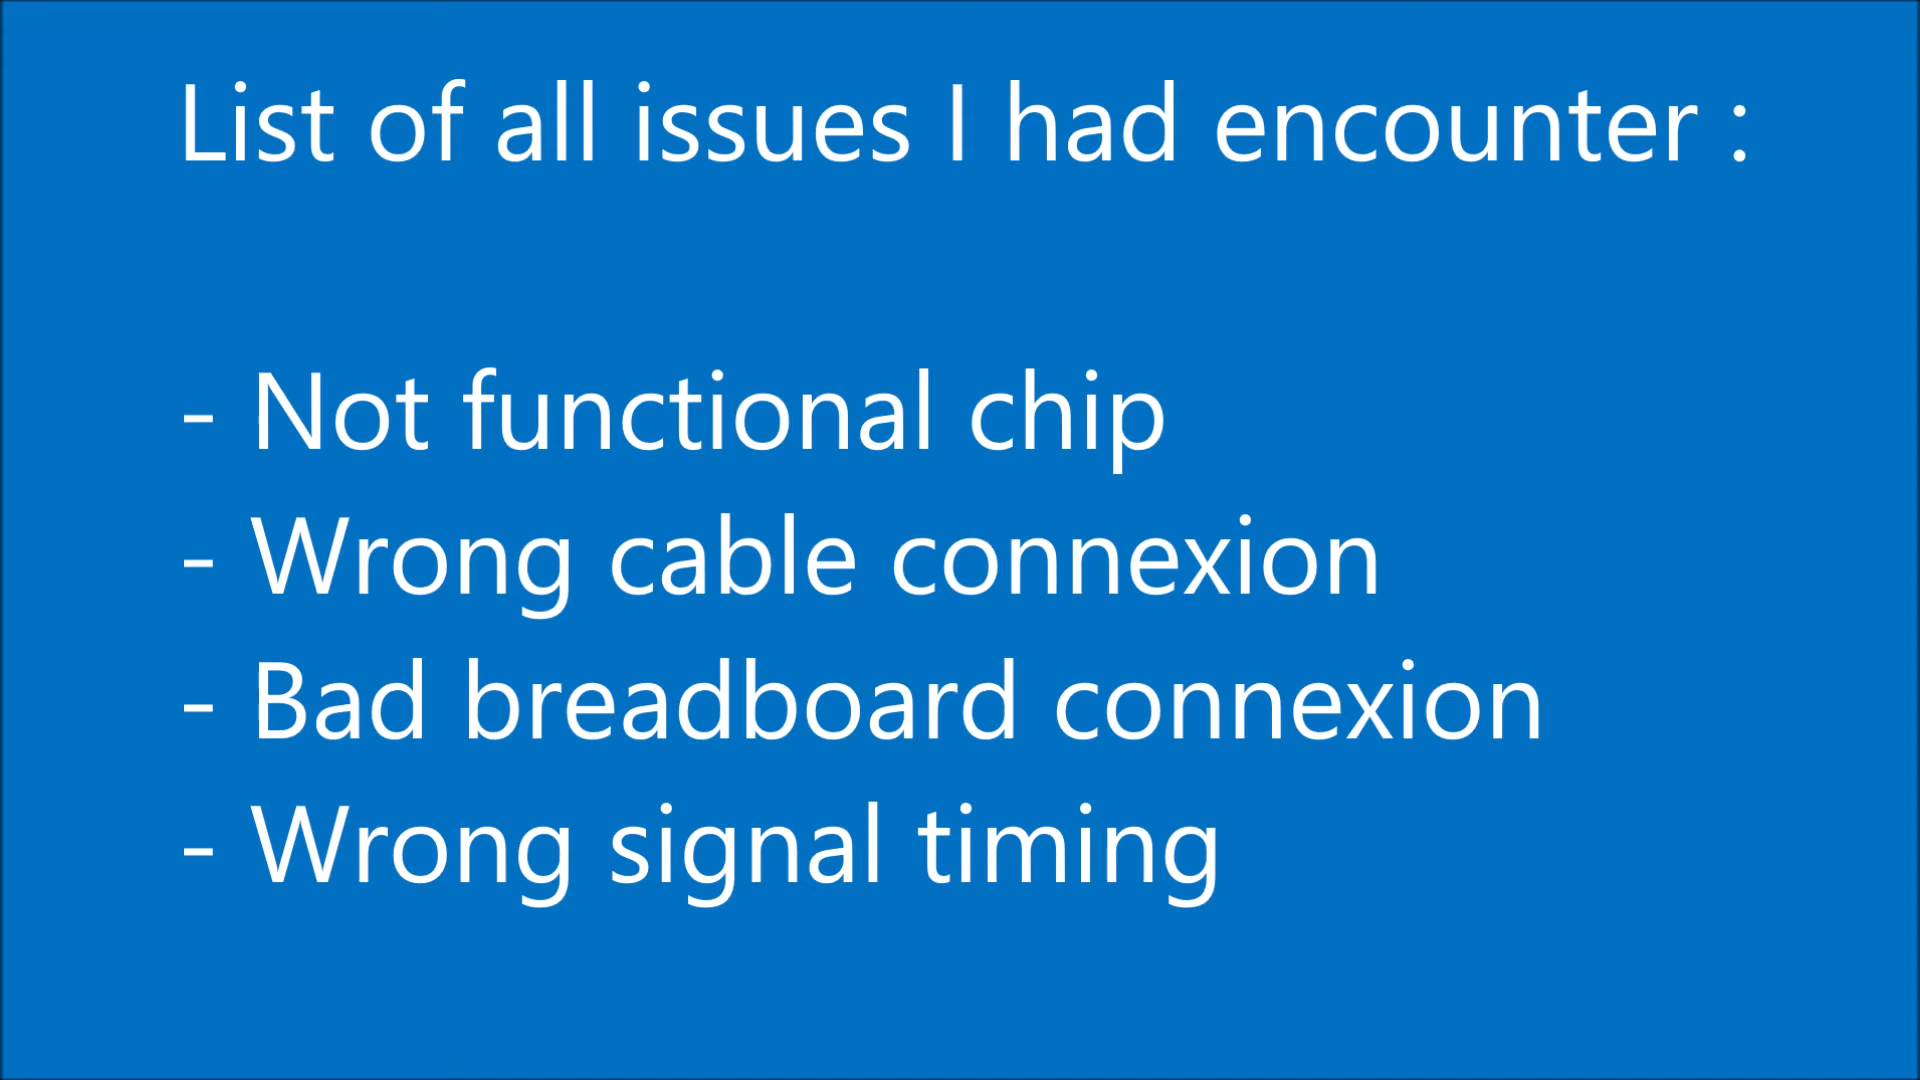 List of all issues I had encounter :
- Not functional chip
- Wrong cable connexion
- Bad breadboard connexion
- Wrong signal timing